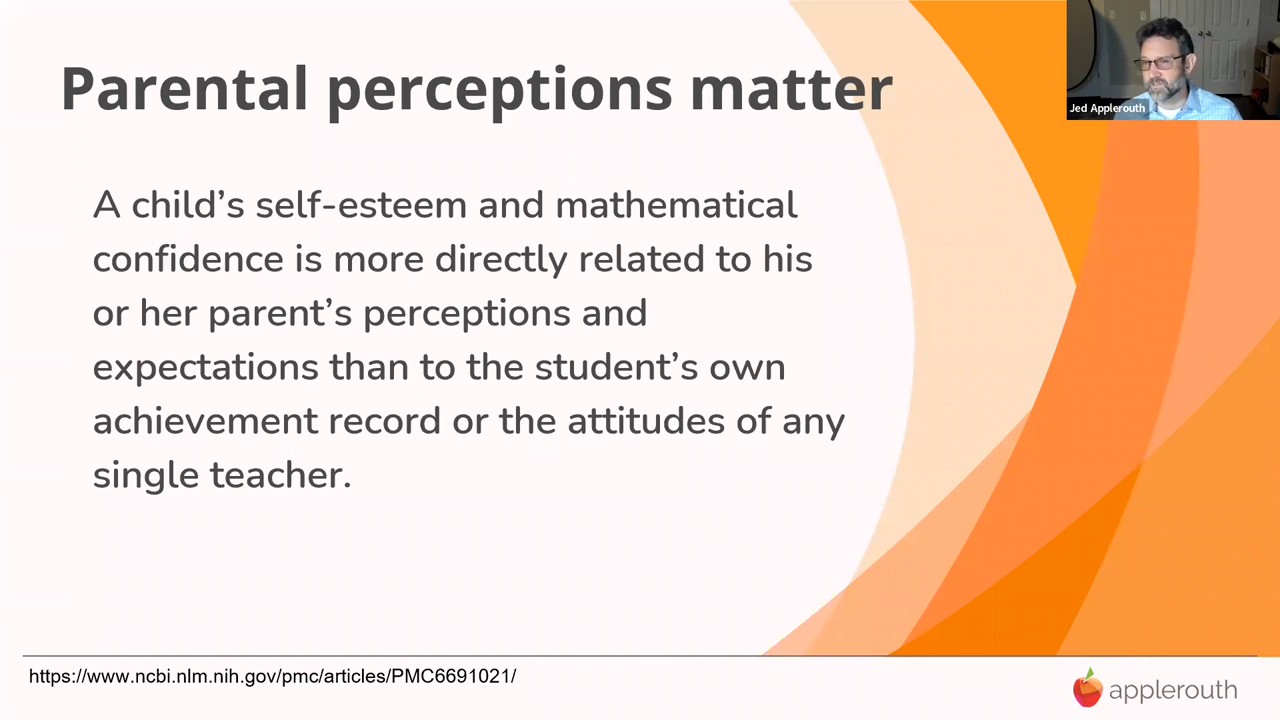 Parental perceptions matter
Jed Applerouth
A child’s self-esteem and mathematical
confidence is more directly related to his
or her parent’s perceptions and
expectations than to the student’s own
achievement record or the attitudes of any
single teacher.
https://www.ncbi.nlm.nih.gov/pmc/articles/PMC6691021/
applerouth